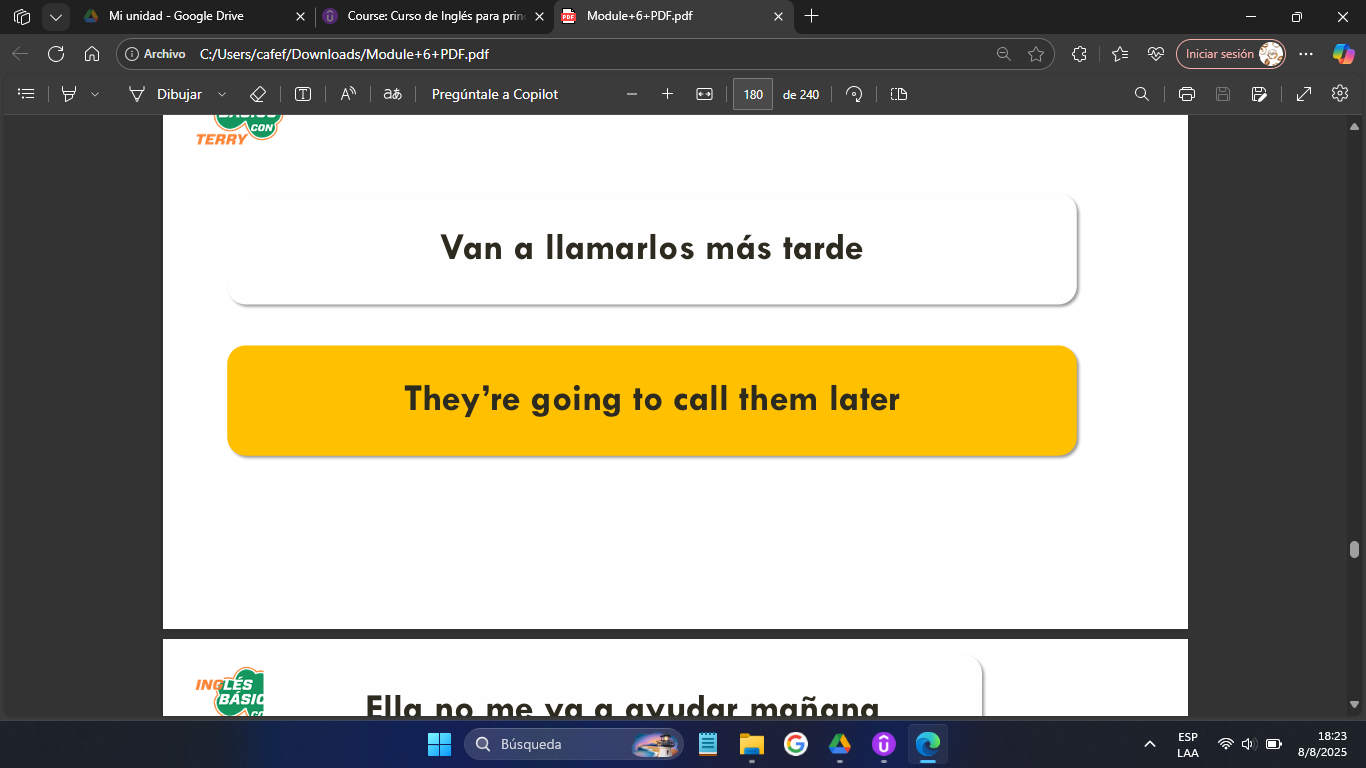 Mi unidad - Google Drive
Course: Curso de Inglés para prin
Module+6+PDF.pdf
Archivo
C:/Users/cafef/Downloads/Module+6+PDF.pdf
Iniciar sesión
Dibujar
aあ
Pregúntale a Copilot
180
de 240
BÁSICO
CON
TERRY
Van a llamarlos más tarde
They’re going to call them later
INGLÉS
BÁSIC
CO
Ella no me va a ayudar mañana
Búsqueda
ESP
LAA
18:23
8/8/2025